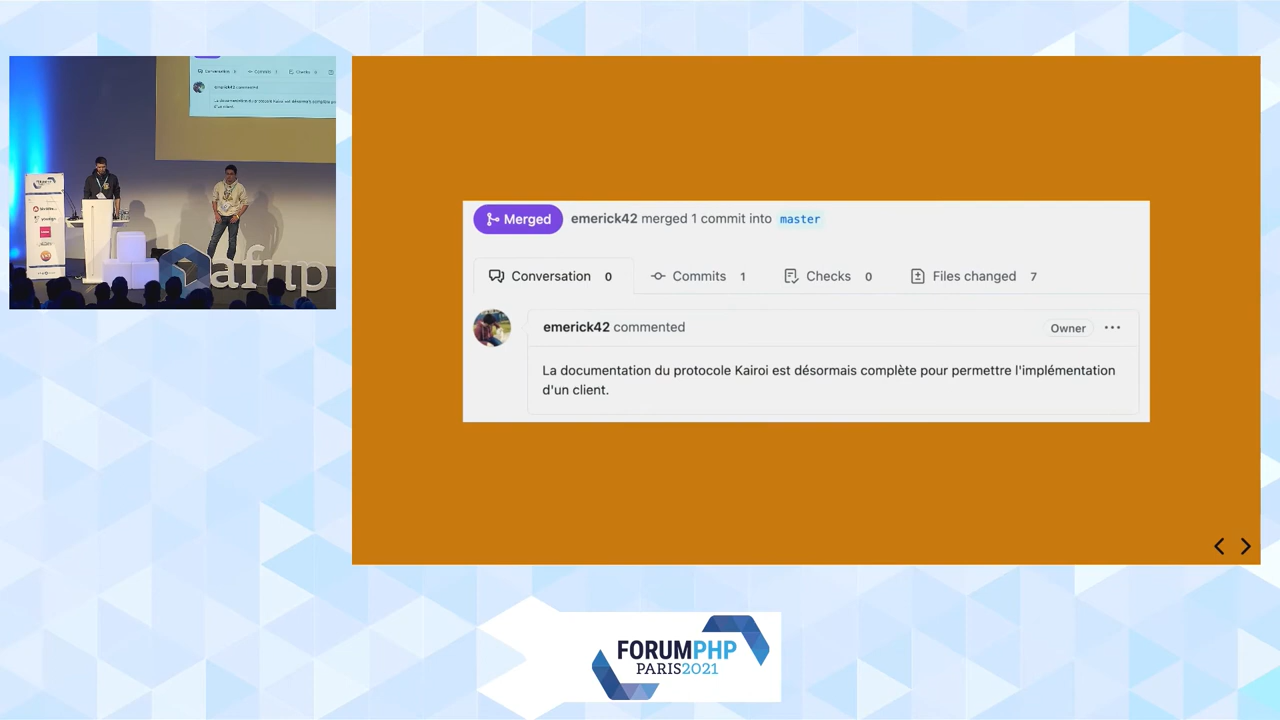 Merged emerick42 merged 1 commit into master
Conversation 0 Commits 1 Checks 0 Files changed 7
emerick42 commented Owner
La documentation du protocole Kairoi est désormais complète pour permettre l'implémentation
d'un client.
afup
FORUMPHP
PARIS2021